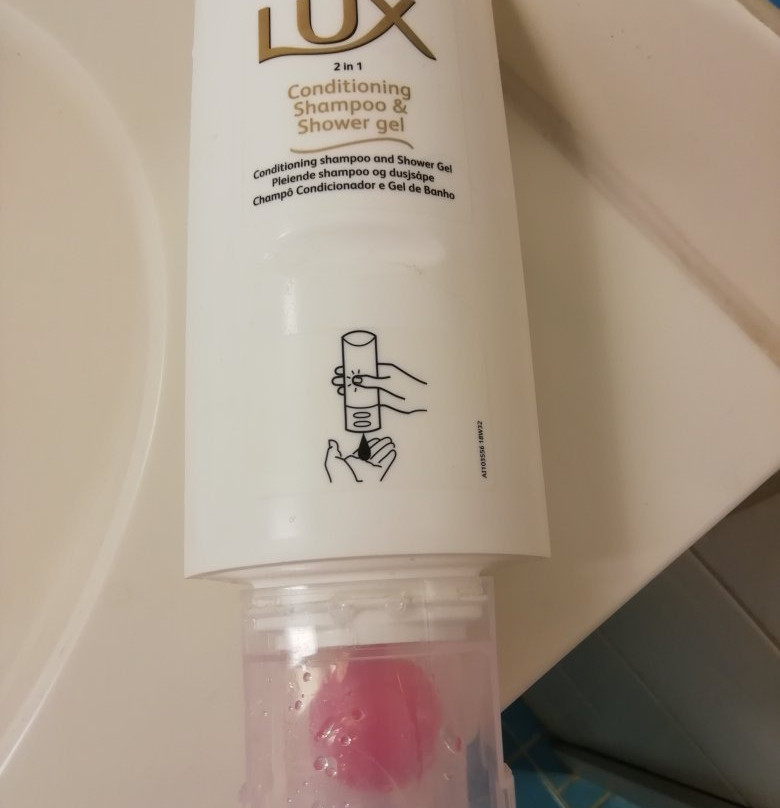 LUX
2 in 1
Conditioning
Shampoo &
Shower gel
Conditioning shampoo and Shower Gel
Pleiende shampoo og dusjsåpe
Champô Condicionador e Gel de Banho
AI103556 18W32